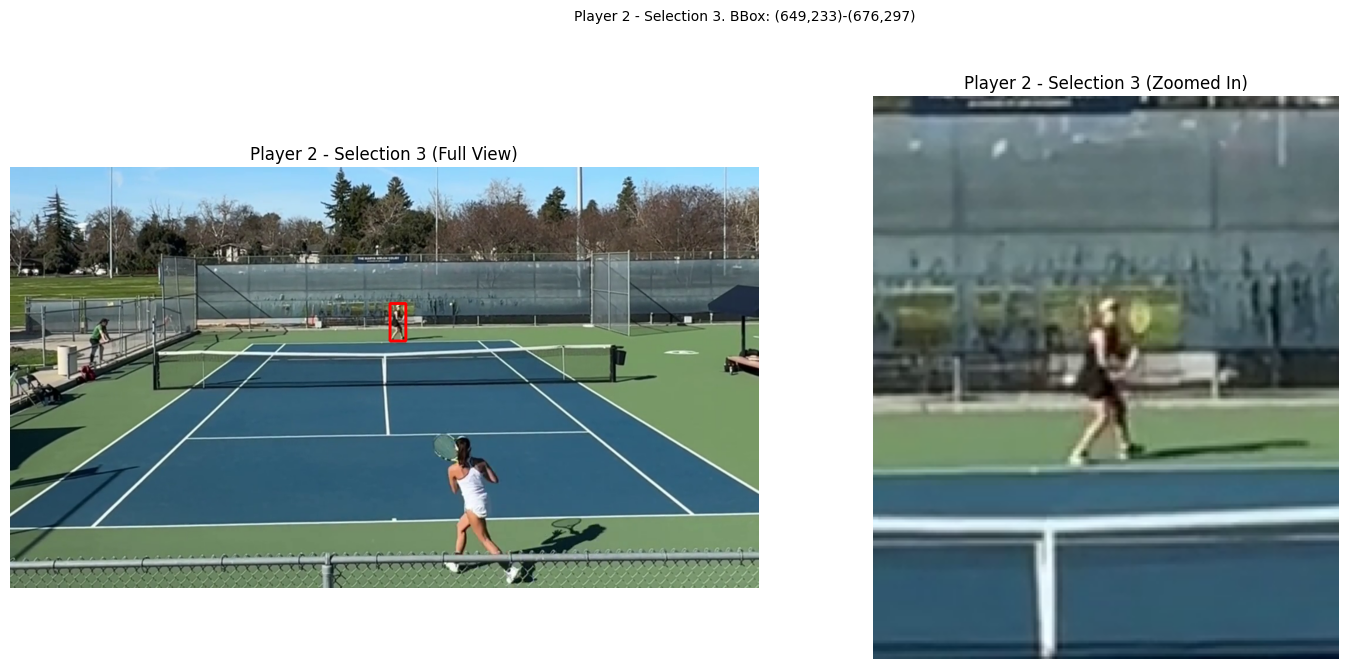 Player 2 - Selection 3. BBox: (649,233)-(676,297)
Player 2 - Selection 3 (Full View)
Player 2 - Selection 3 (Zoomed In)